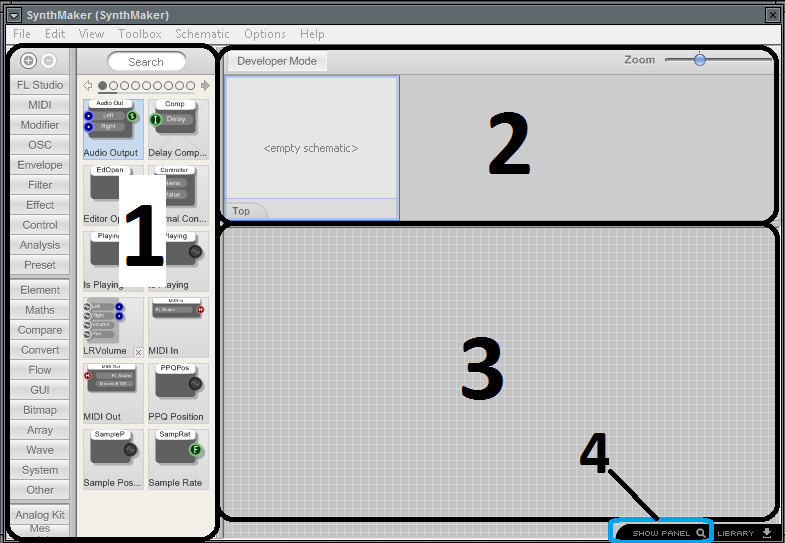 SynthMaker (SynthMaker)
File Edit View Toolbox Schematic Options Help
Search
Developer Mode
Zoom
FL Studio
MIDI
Modifier
OSC
Envelope
Filter
Effect
Control
Analysis
Preset
Element
Maths
Compare
Convert
Flow
GUI
Bitmap
Array
Wave
System
Other
Analog Kit
Mes
Audio Out
Left
Right
S
Audio Output
Comp
T
Delay
Delay Comp...
EdOpen
Editor Op
Controller
Name
Value
nal Con...
Playing
Is Playing
Playing
Is Playing
Left
Right
Volume
Pan
LRVolume
MIDI In
FL Studio
M
MIDI In
MIDI Out
M
FL Studio
MIDI Out
PPQPos
PPQ Position
SampleP
Sample Pos...
SampRat
F
Sample Rate
1
<empty schematic>
Top
2
3
4
SHOW PANEL
LIBRARY